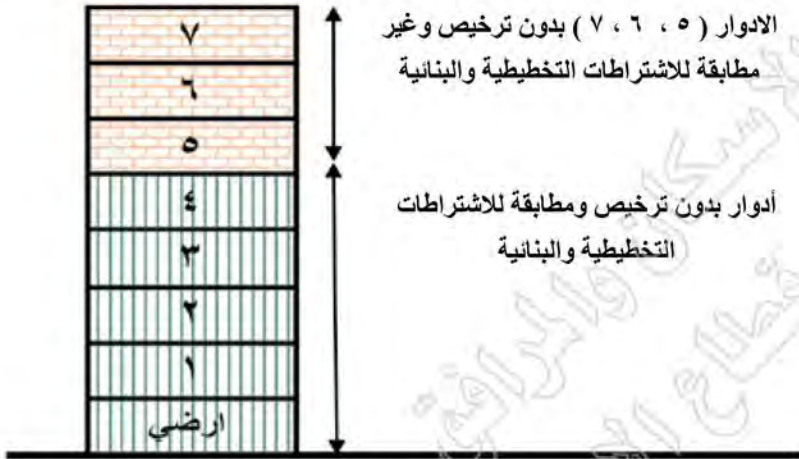 الادوار ( ٥ ، ٦ ، ٧ ) بدون ترخيص وغير
مطابقة للاشتراطات التخطيطية والبنائية
أدوار بدون ترخيص ومطابقة للاشتراطات
التخطيطية والبنائية
٧
٦
٥
٤
٣
٢
١
ارضي